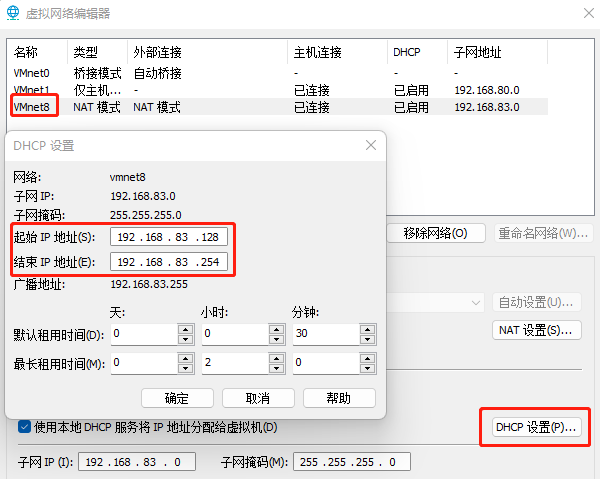 虚拟网络编辑器
名称 类型 外部连接 主机连接 DHCP 子网地址
VMnet0 桥接模式 自动桥接 - - -
VMnet1 仅主机... - 已连接 已启用 192.168.80.0
VMnet8 NAT 模式 NAT 模式 已连接 已启用 192.168.83.0
DHCP 设置
网络: vmnet8
子网 IP: 192.168.83.0
子网掩码: 255.255.255.0
起始 IP 地址(S): 192 . 168 . 83 . 128
移除网络(O) 重命名网络(W)...
结束 IP 地址(E): 192 . 168 . 83 . 254
广播地址: 192.168.83.255
自动设置(U)...
天: 小时: 分钟:
默认租用时间(D): 0 0 30
NAT 设置(S)...
最长租用时间(M): 0 2 0
确定 取消 帮助
使用本地 DHCP 服务将 IP 地址分配给虚拟机(D) DHCP 设置(P)...
子网 IP (I): 192 . 168 . 83 . 0 子网掩码(M): 255 . 255 . 255 . 0